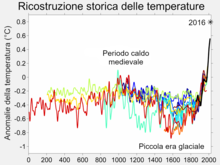 Ricostruzione storica delle temperature
Anomalie della temperatura (°C)
0.8
0.6
0.4
0.2
0
-0.2
-0.4
-0.6
-0.8
-1
2016 *
Periodo caldo
medievale
Piccola era glaciale
0 200 400 600 800 1000 1200 1400 1600 1800 2000